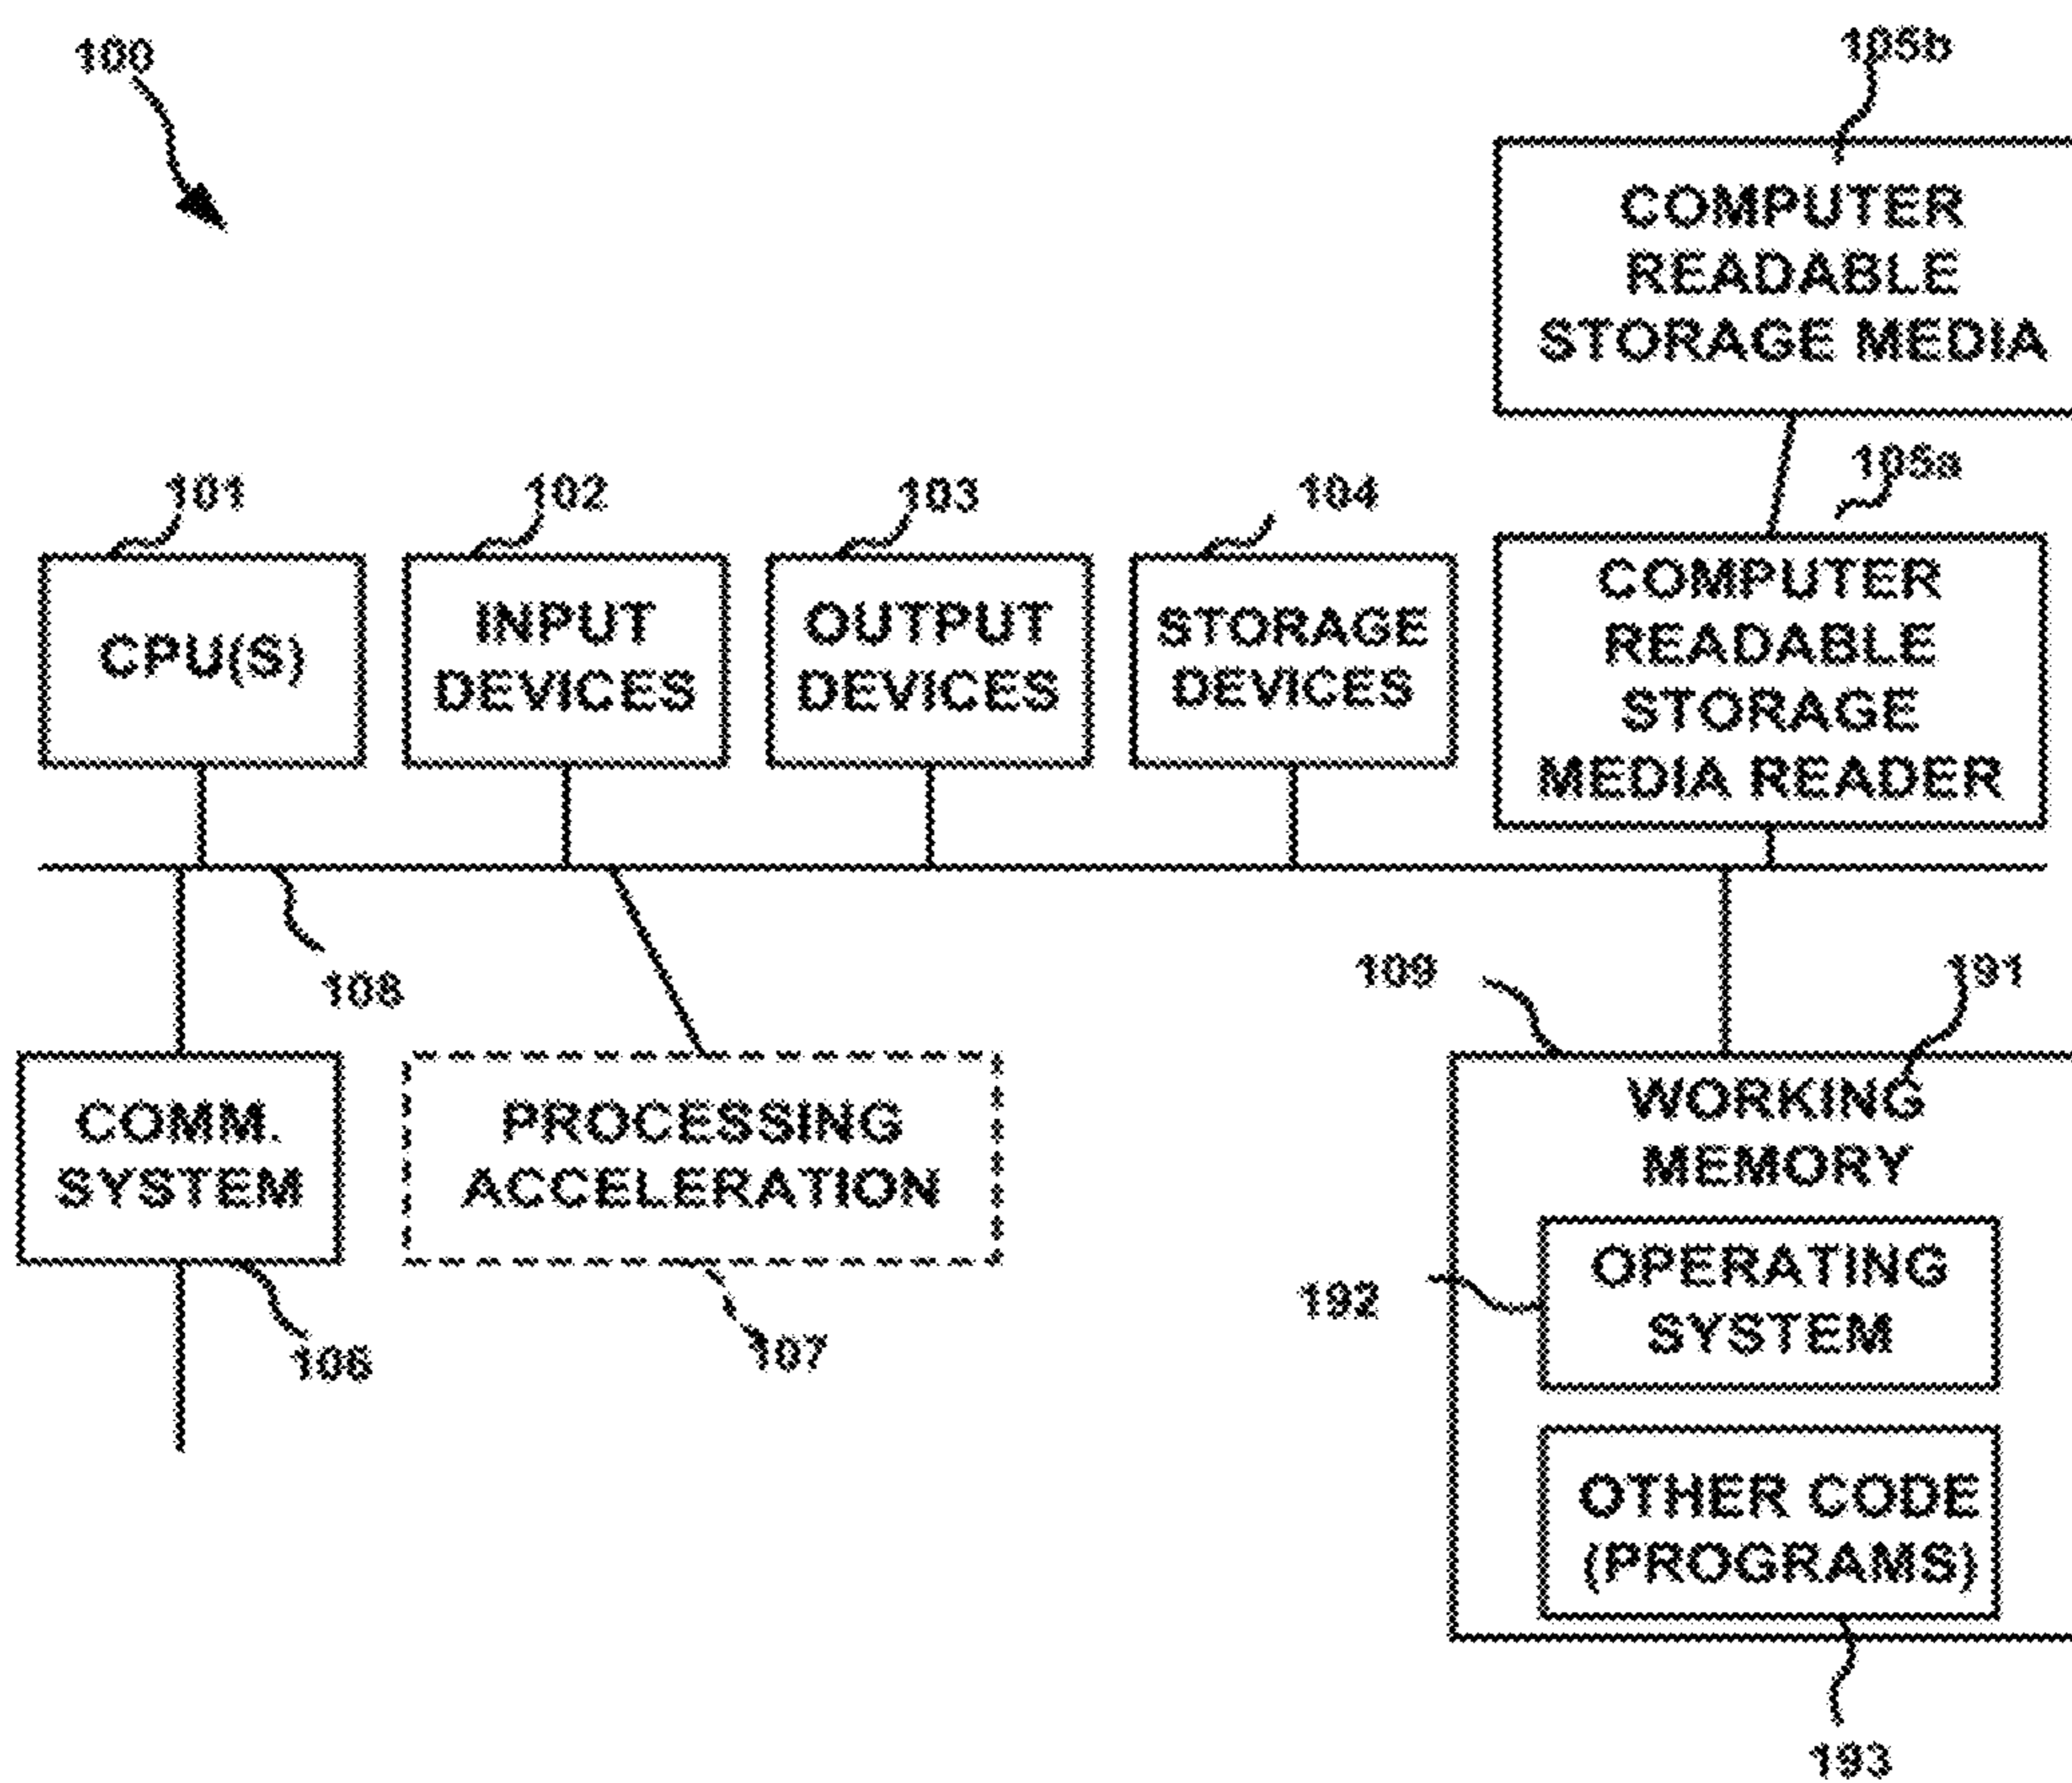 100
105b
COMPUTER
READABLE
STORAGE MEDIA
105a
101
102
103
104
CPU(S)
INPUT
DEVICES
OUTPUT
DEVICES
STORAGE
DEVICES
COMPUTER
READABLE
STORAGE
MEDIA READER
108
109
191
COMM.
SYSTEM
PROCESSING
ACCELERATION
WORKING
MEMORY
106
107
192
OPERATING
SYSTEM
OTHER CODE
(PROGRAMS)
193